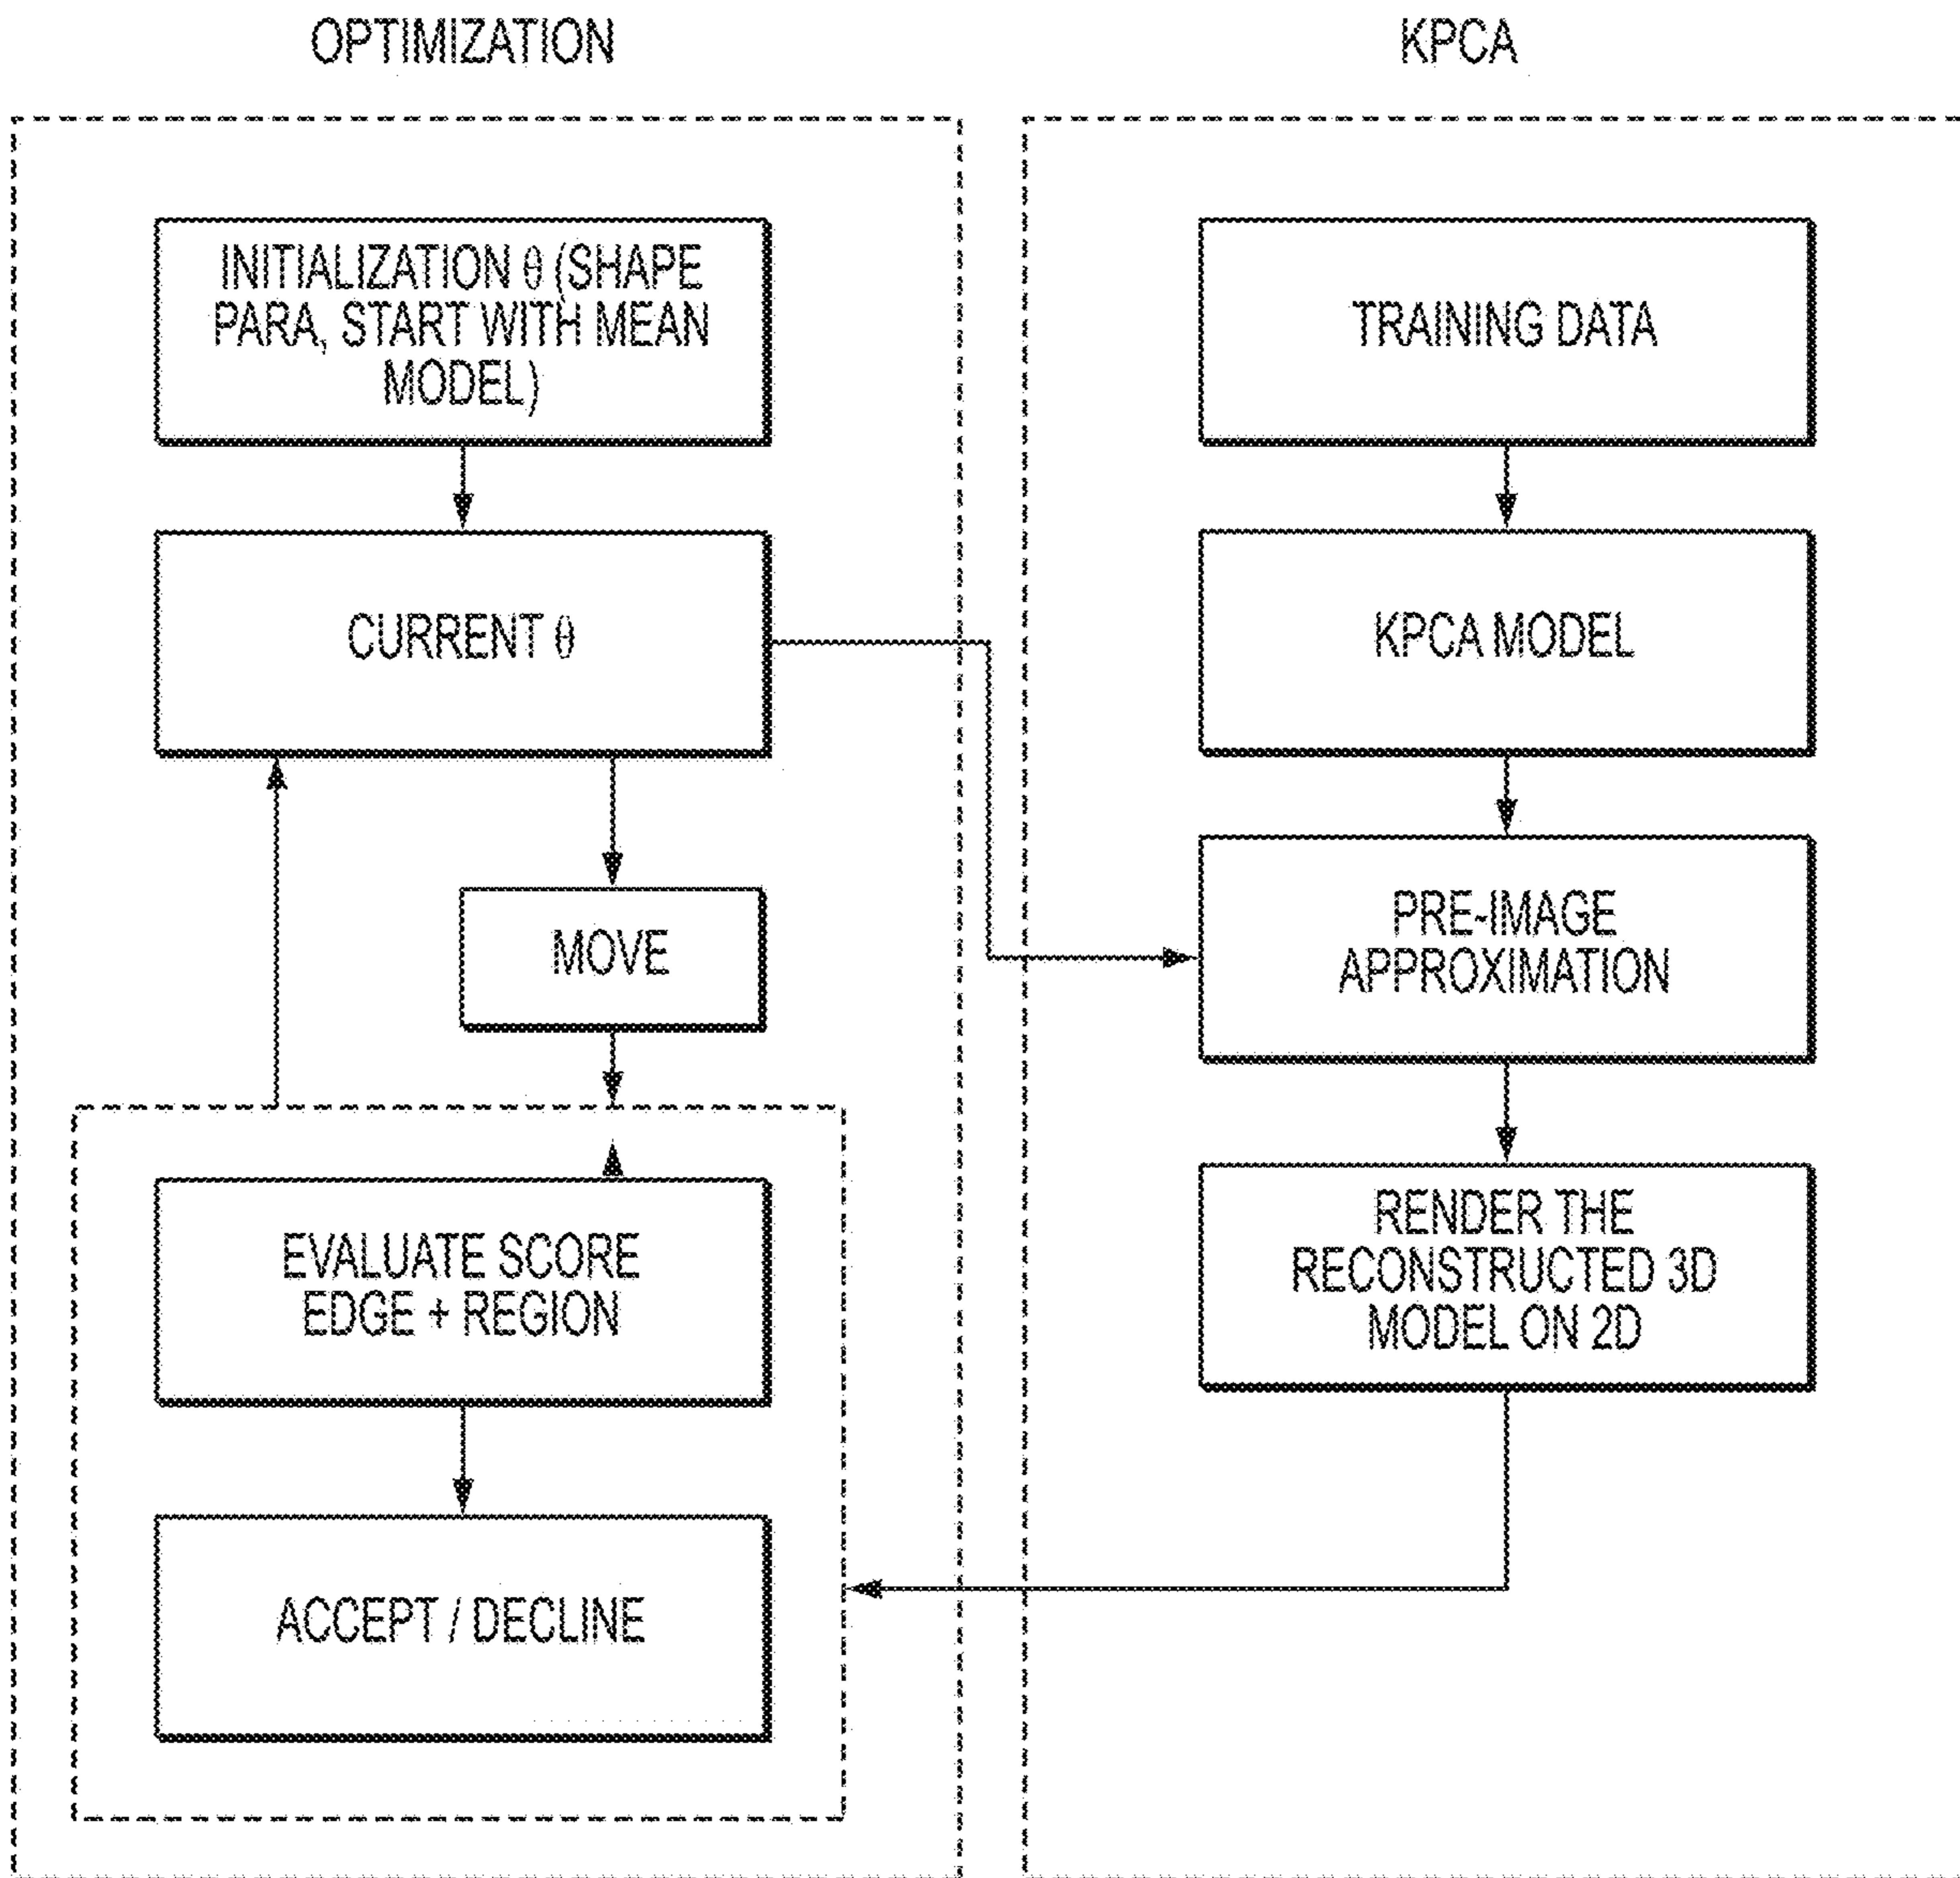 OPTIMIZATION
INITIALIZATION θ (SHAPE
PARA, START WITH MEAN
MODEL)
CURRENT θ
MOVE
EVALUATE SCORE
EDGE + REGION
ACCEPT / DECLINE
KPCA
TRAINING DATA
KPCA MODEL
PRE-IMAGE
APPROXIMATION
RENDER THE
RECONSTRUCTED 3D
MODEL ON 2D